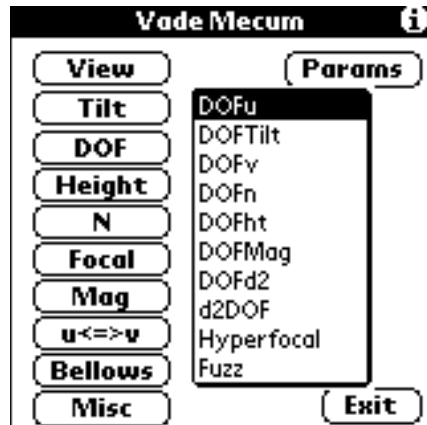 Vade Mecum i
View Params
Tilt
DOF
Height
N
Focal
Mag
u<=>v
Bellows
Misc
DOFu
DOFTilt
DOFv
DOFn
DOFht
DOFMag
DOFd2
d2DOF
Hyperfocal
Fuzz
Exit